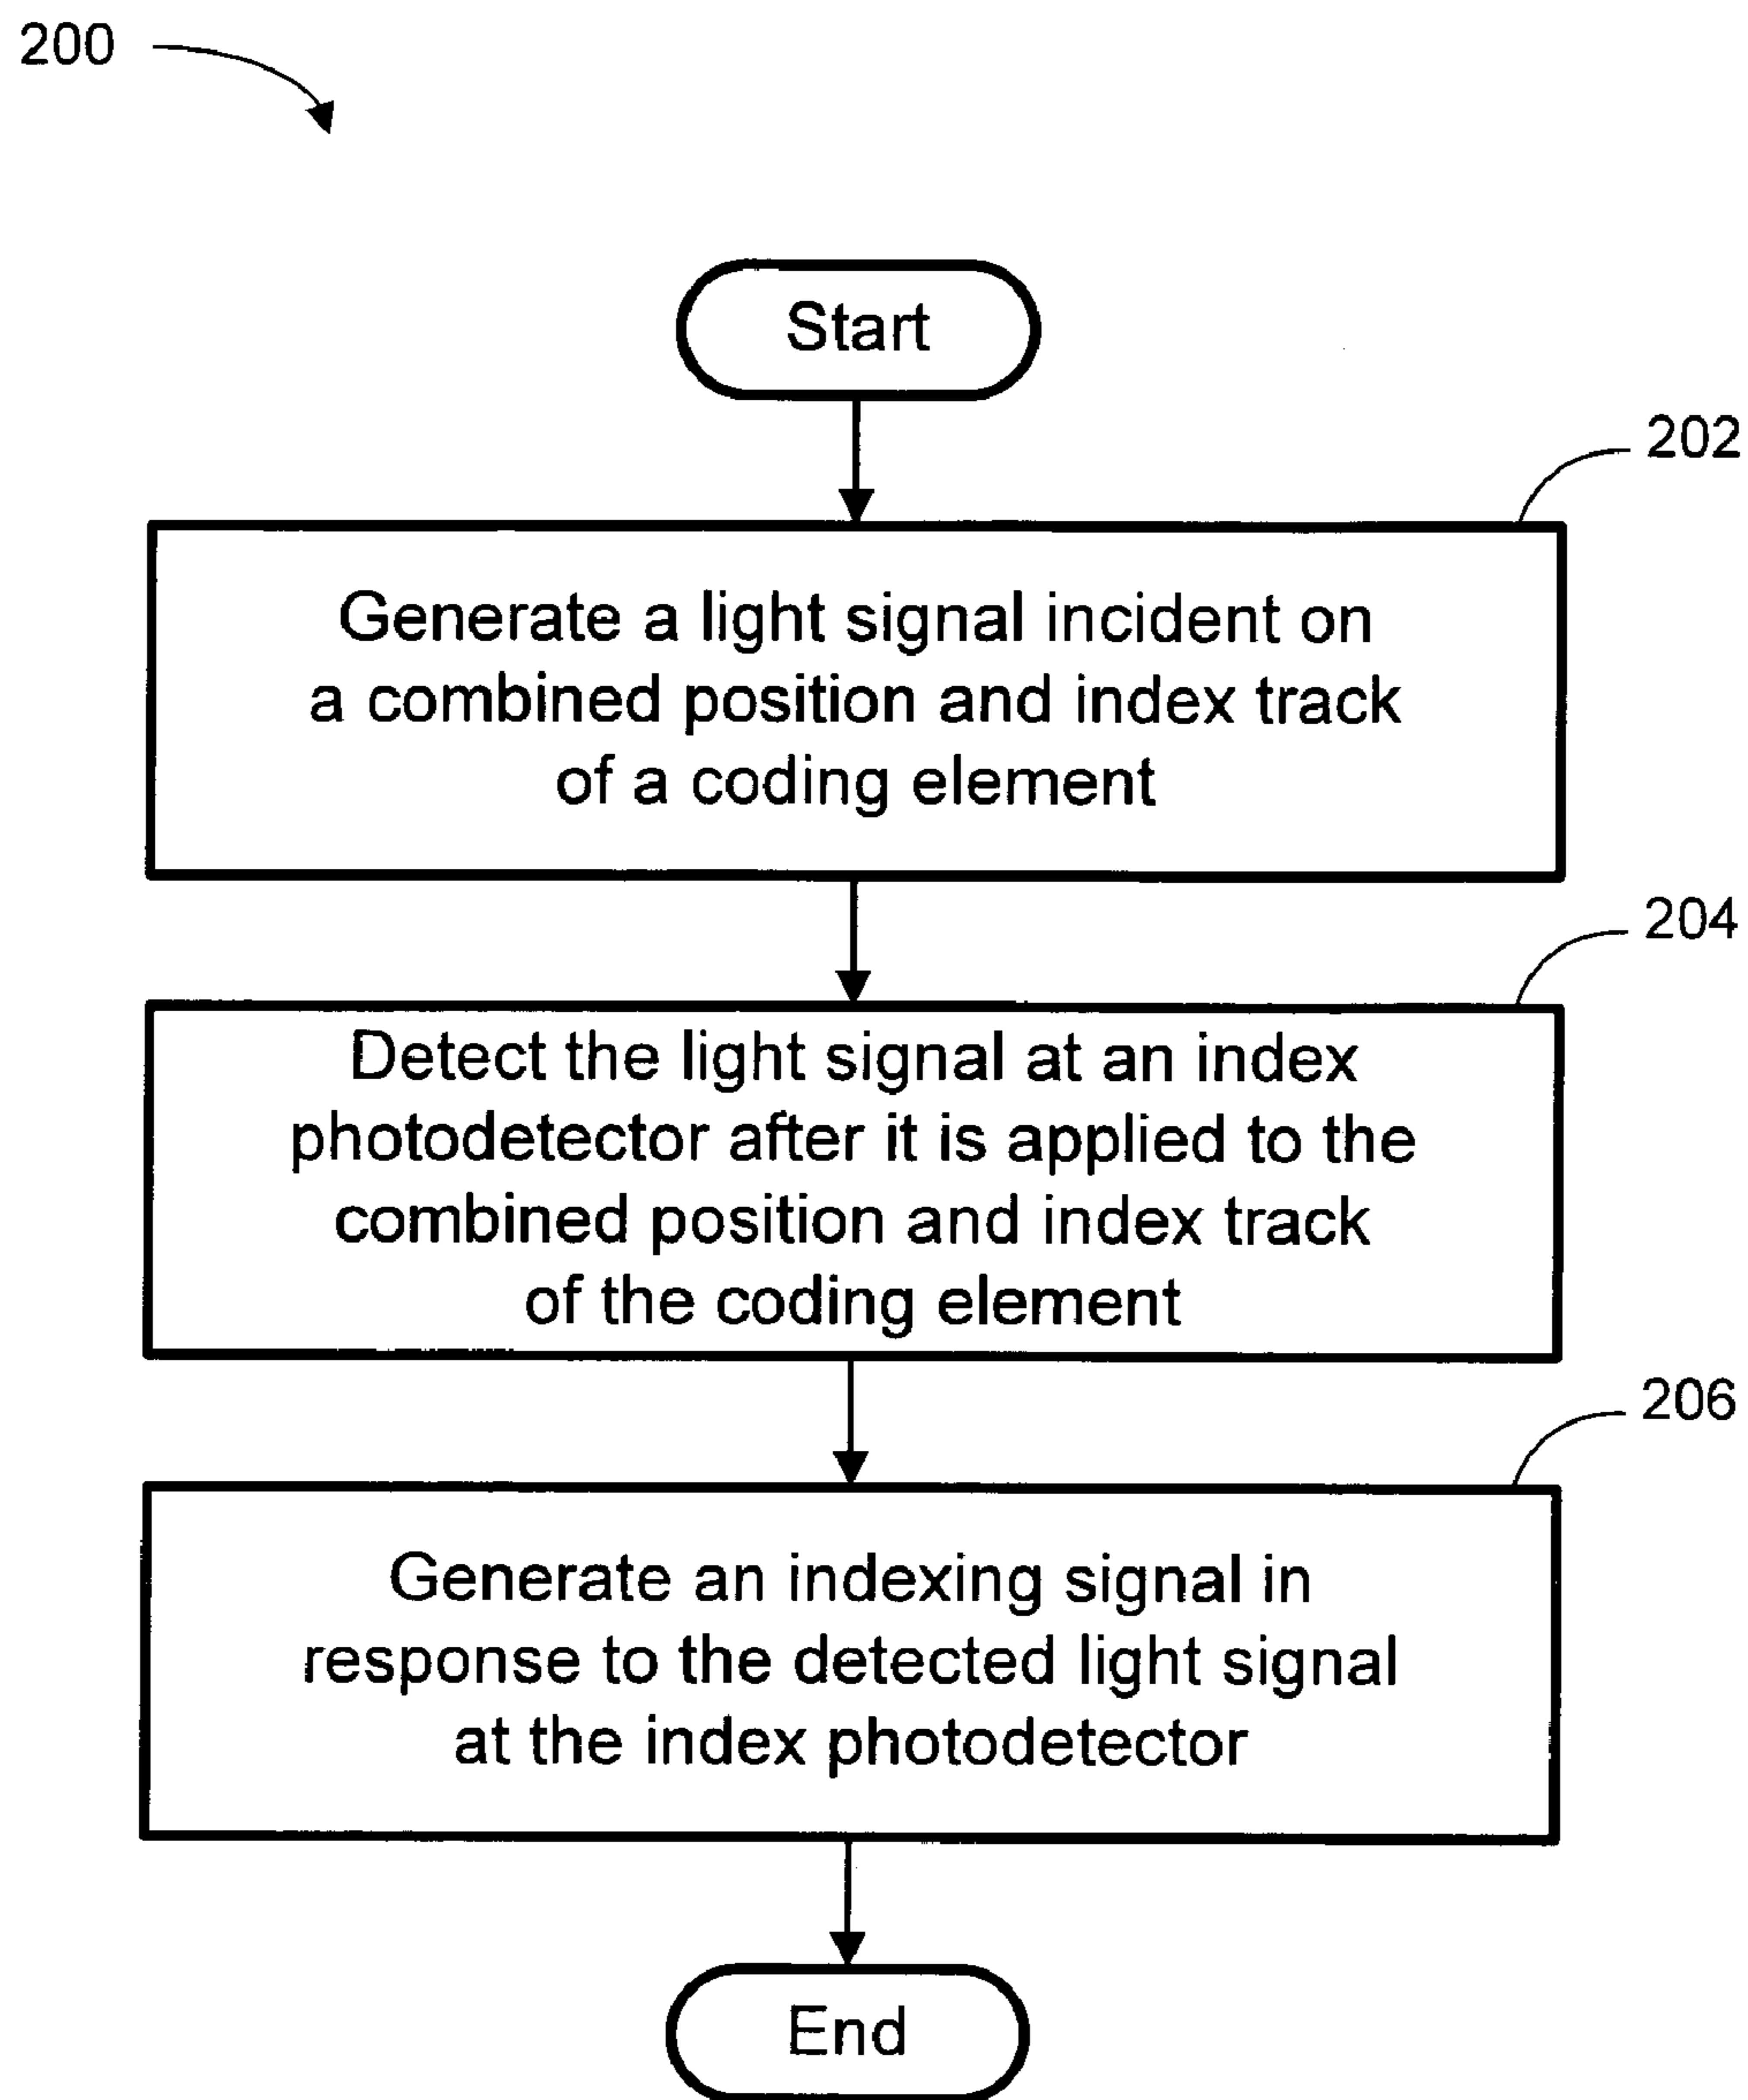 200
Start
202
Generate a light signal incident on
a combined position and index track
of a coding element
204
Detect the light signal at an index
photodetector after it is applied to the
combined position and index track
of the coding element
206
Generate an indexing signal in
response to the detected light signal
at the index photodetector
End